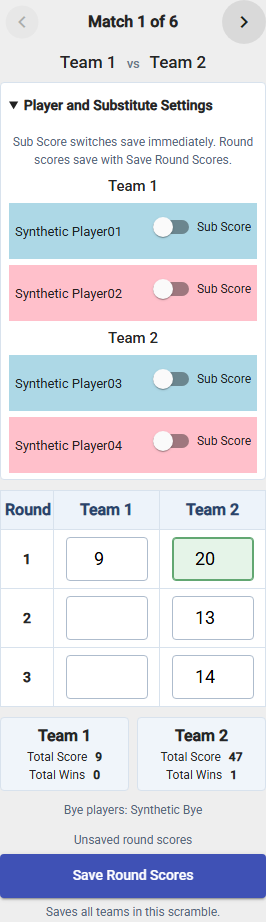 Match 1 of 6
Team 1 vs Team 2
▼ Player and Substitute Settings
Sub Score switches save immediately. Round
scores save with Save Round Scores.
Team 1
Synthetic Player01 Sub Score
Synthetic Player02 Sub Score
Team 2
Synthetic Player03 Sub Score
Synthetic Player04 Sub Score
Round Team 1 Team 2
1 9 20
2 13
3 14
Team 1 Team 2
Total Score 9 Total Score 47
Total Wins 0 Total Wins 1
Bye players: Synthetic Bye
Unsaved round scores
Save Round Scores
Saves all teams in this scramble.